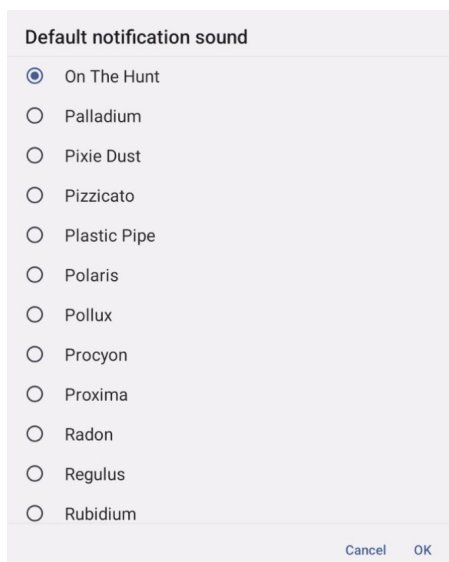 Default notification sound
On The Hunt
Palladium
Pixie Dust
Pizzicato
Plastic Pipe
Polaris
Pollux
Procyon
Proxima
Radon
Regulus
Rubidium
Cancel OK